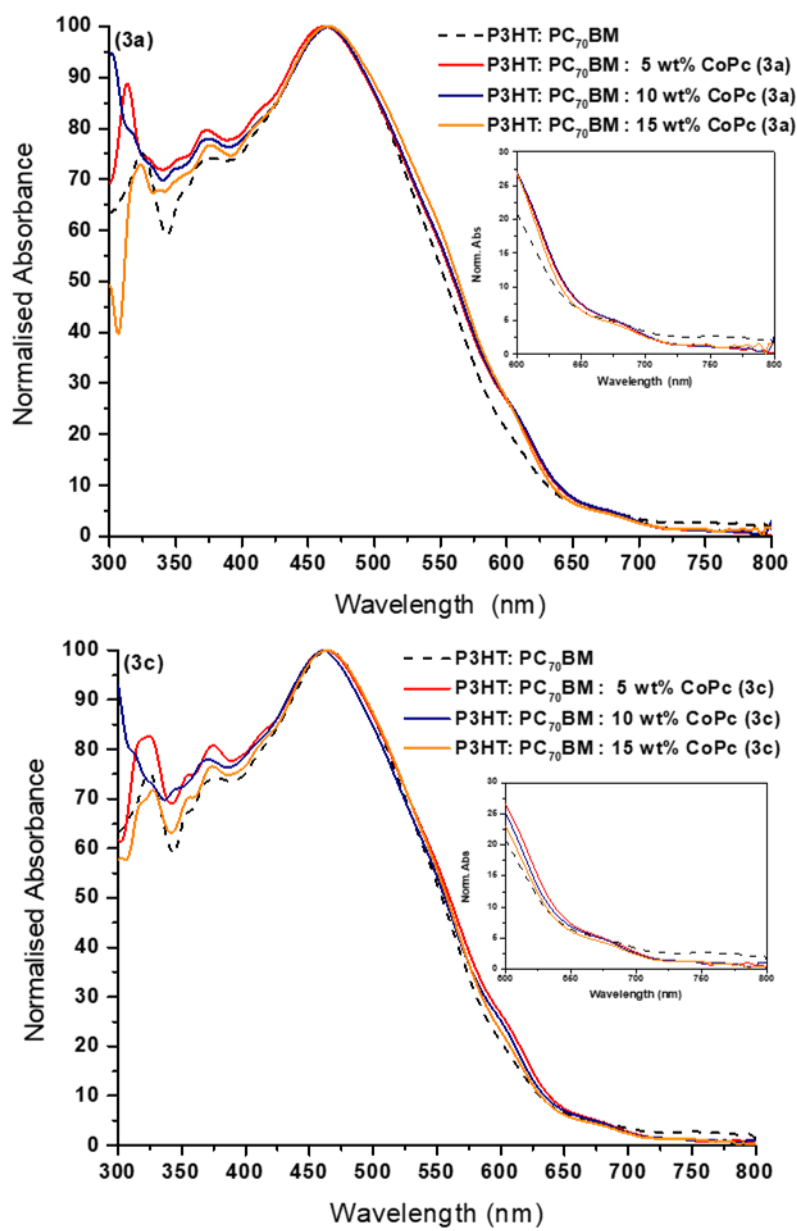 (3a)
P3HT: PC70BM
P3HT: PC70BM : 5 wt% CoPc (3a)
P3HT: PC70BM : 10 wt% CoPc (3a)
P3HT: PC70BM : 15 wt% CoPc (3a)
Normalised Absorbance
100
90
80
70
60
50
40
30
20
10
0
300 350 400 450 500 550 600 650 700 750 800
Wavelength (nm)
Norm. Abs
30
25
20
15
10
5
0
600 650 700 750 800
Wavelength (nm)
(3c)
P3HT: PC70BM
P3HT: PC70BM : 5 wt% CoPc (3c)
P3HT: PC70BM : 10 wt% CoPc (3c)
P3HT: PC70BM : 15 wt% CoPc (3c)
Normalised Absorbance
100
90
80
70
60
50
40
30
20
10
0
300 350 400 450 500 550 600 650 700 750 800
Wavelength (nm)
Norm. Abs
30
25
20
15
10
5
0
600 650 700 750 800
Wavelength (nm)